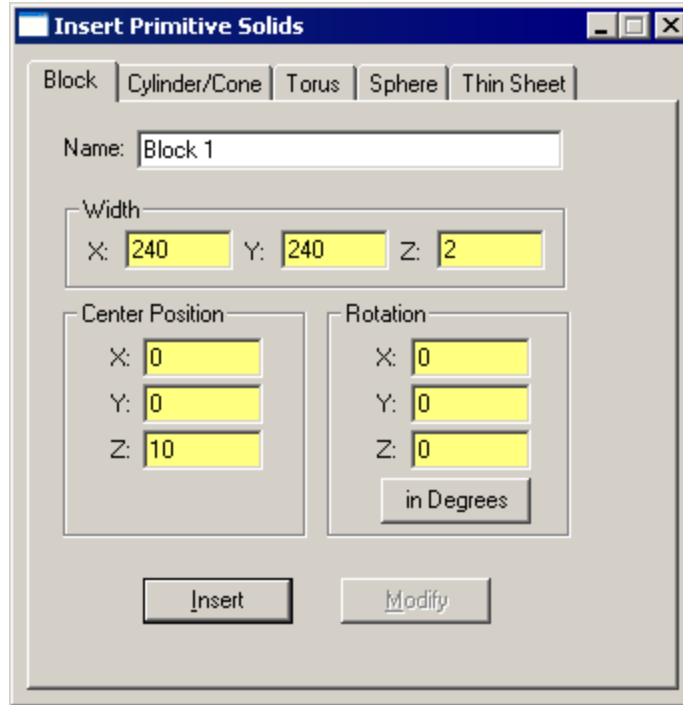 Insert Primitive Solids
Block Cylinder/Cone Torus Sphere Thin Sheet
Name: Block 1
Width
X: 240 Y: 240 Z: 2
Center Position
X: 0
Y: 0
Z: 10
Rotation
X: 0
Y: 0
Z: 0
in Degrees
Insert Modify